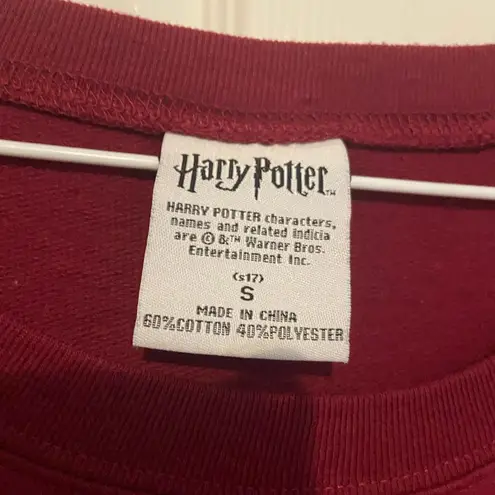 Harry Potter™
HARRY POTTER characters,
names and related indicia
are © &™ Warner Bros.
Entertainment Inc.
(s17)
S
MADE IN CHINA
60%COTTON 40%POLYESTER